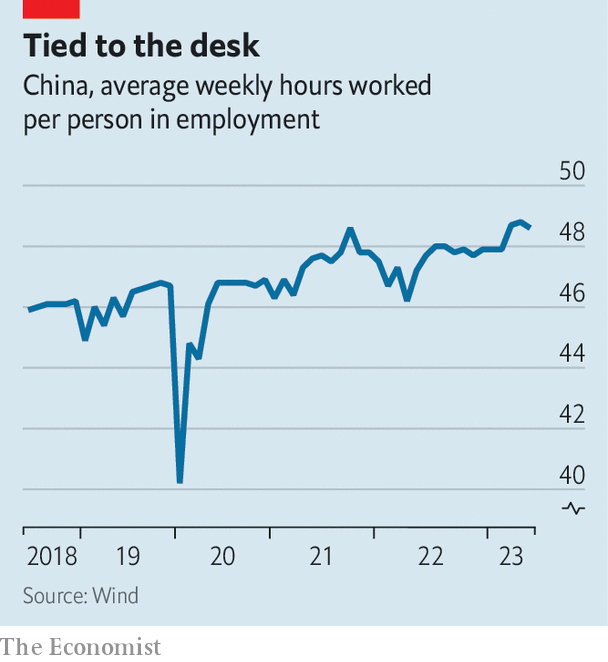 Tied to the desk
China, average weekly hours worked
per person in employment
50
48
46
44
42
40
2018 19 20 21 22 23
Source: Wind
The Economist